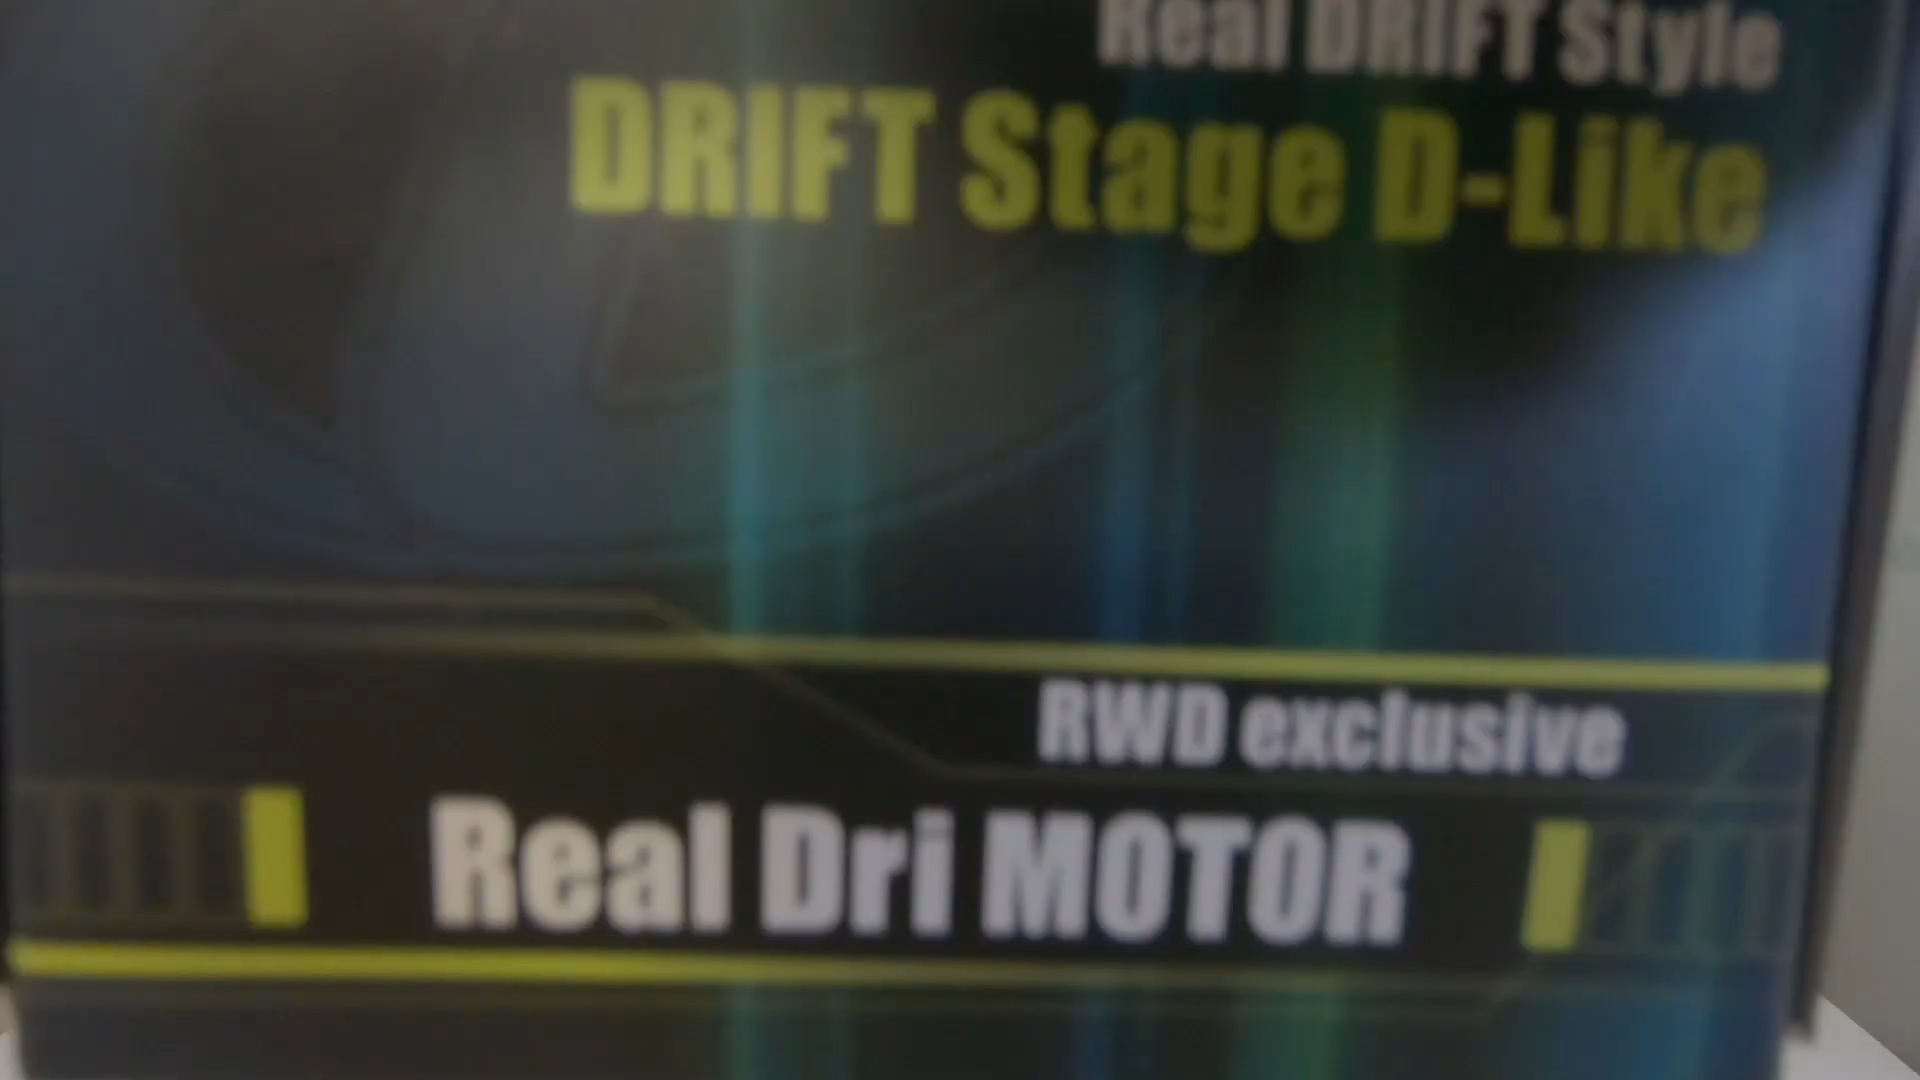 Real DRIFT Style
DRIFT Stage D-Like
RWD exclusive
Real Dri MOTOR